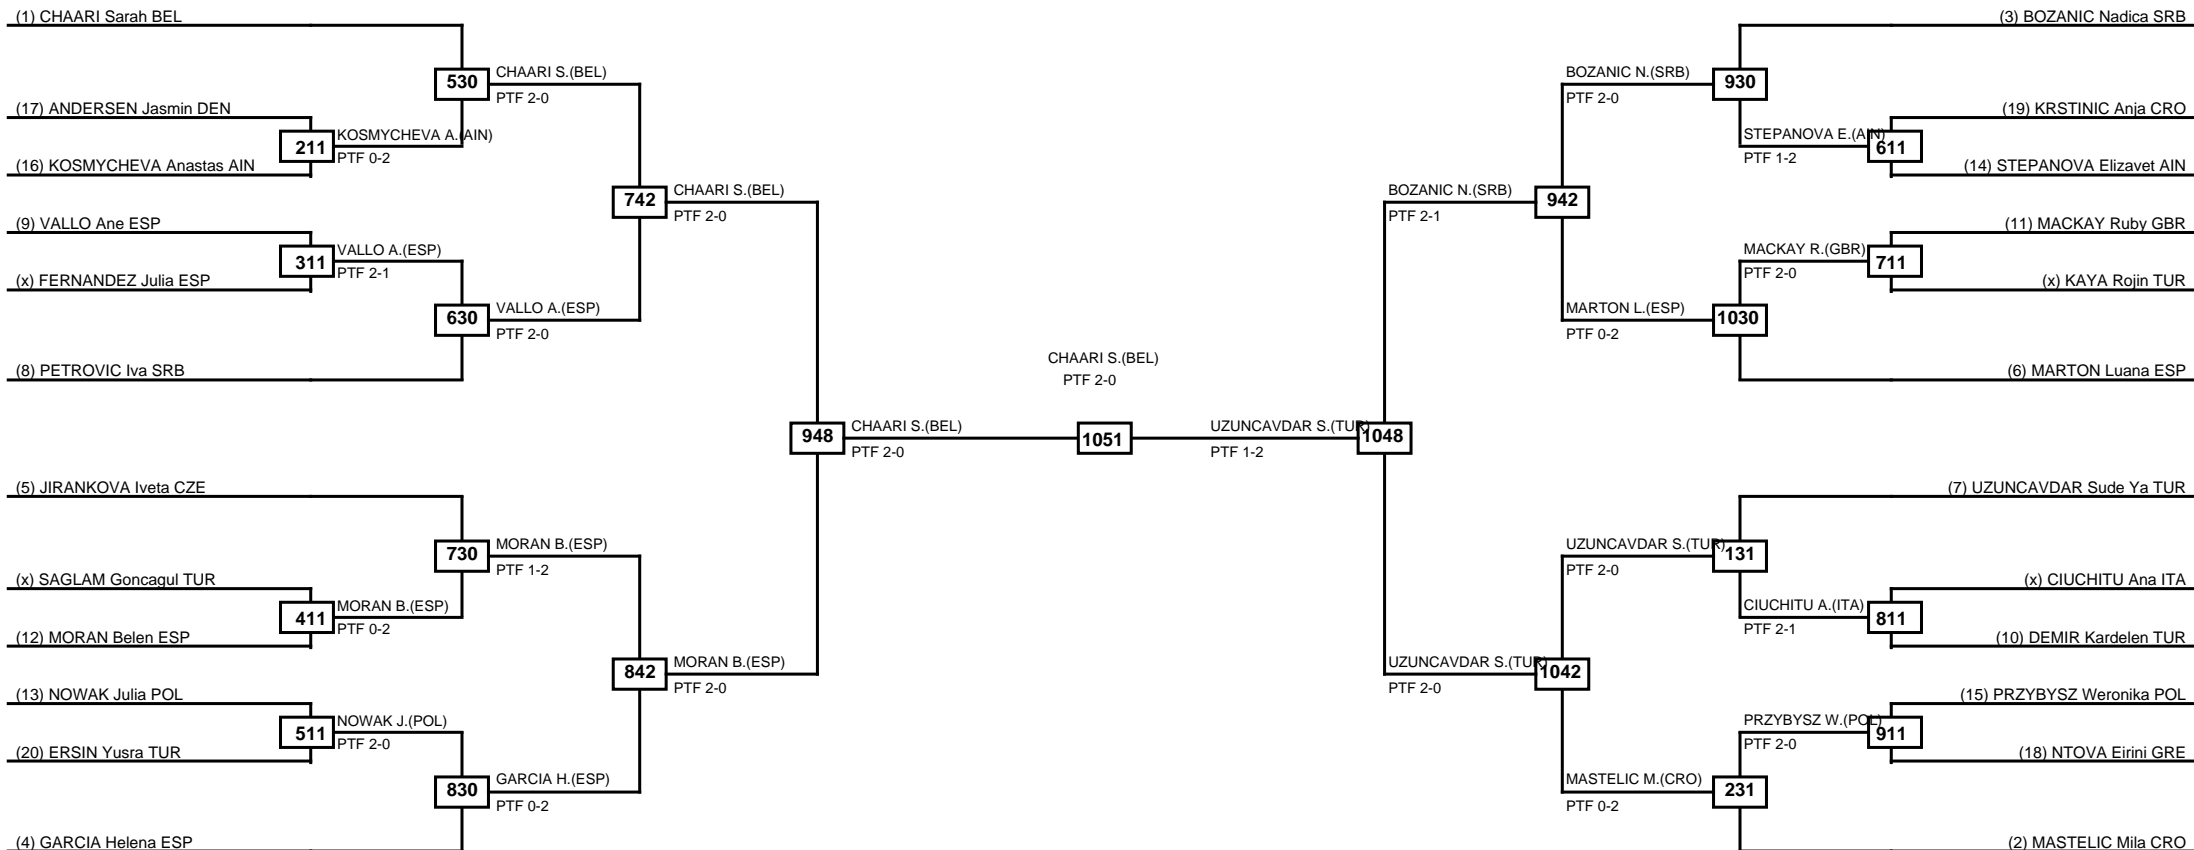 (1) CHAARI Sarah BEL
(3) BOZANIC Nadica SRB
530
CHAARI S.(BEL)
PTF 2-0
BOZANIC N.(SRB)
PTF 2-0
930
(17) ANDERSEN Jasmin DEN
(19) KRSTINIC Anja CRO
211
KOSMYCHEVA A.(AIN)
PTF 0-2
STEPANOVA E.(AIN)
PTF 1-2
611
(16) KOSMYCHEVA Anastas AIN
(14) STEPANOVA Elizavet AIN
742
CHAARI S.(BEL)
PTF 2-0
BOZANIC N.(SRB)
PTF 2-1
942
(9) VALLO Ane ESP
(11) MACKAY Ruby GBR
311
VALLO A.(ESP)
PTF 2-1
MACKAY R.(GBR)
PTF 2-0
711
(x) FERNANDEZ Julia ESP
(x) KAYA Rojin TUR
630
VALLO A.(ESP)
PTF 2-0
MARTON L.(ESP)
PTF 0-2
1030
(8) PETROVIC Iva SRB
(6) MARTON Luana ESP
CHAARI S.(BEL)
PTF 2-0
948
CHAARI S.(BEL)
PTF 2-0
1051
UZUNCAVDAR S.(TUR)
PTF 1-2
1048
(5) JIRANKOVA Iveta CZE
(7) UZUNCAVDAR Sude Ya TUR
730
MORAN B.(ESP)
PTF 1-2
UZUNCAVDAR S.(TUR)
PTF 2-0
131
(x) SAGLAM Goncagul TUR
(x) CIUCHITU Ana ITA
411
MORAN B.(ESP)
PTF 0-2
CIUCHITU A.(ITA)
PTF 2-1
811
(12) MORAN Belen ESP
(10) DEMIR Kardelen TUR
842
MORAN B.(ESP)
PTF 2-0
UZUNCAVDAR S.(TUR)
PTF 2-0
1042
(13) NOWAK Julia POL
(15) PRZYBYSZ Weronika POL
511
NOWAK J.(POL)
PTF 2-0
PRZYBYSZ W.(POL)
PTF 2-0
911
(20) ERSIN Yusra TUR
(18) NTOVA Eirini GRE
830
GARCIA H.(ESP)
PTF 0-2
MASTELIC M.(CRO)
PTF 0-2
231
(4) GARCIA Helena ESP
(2) MASTELIC Mila CRO